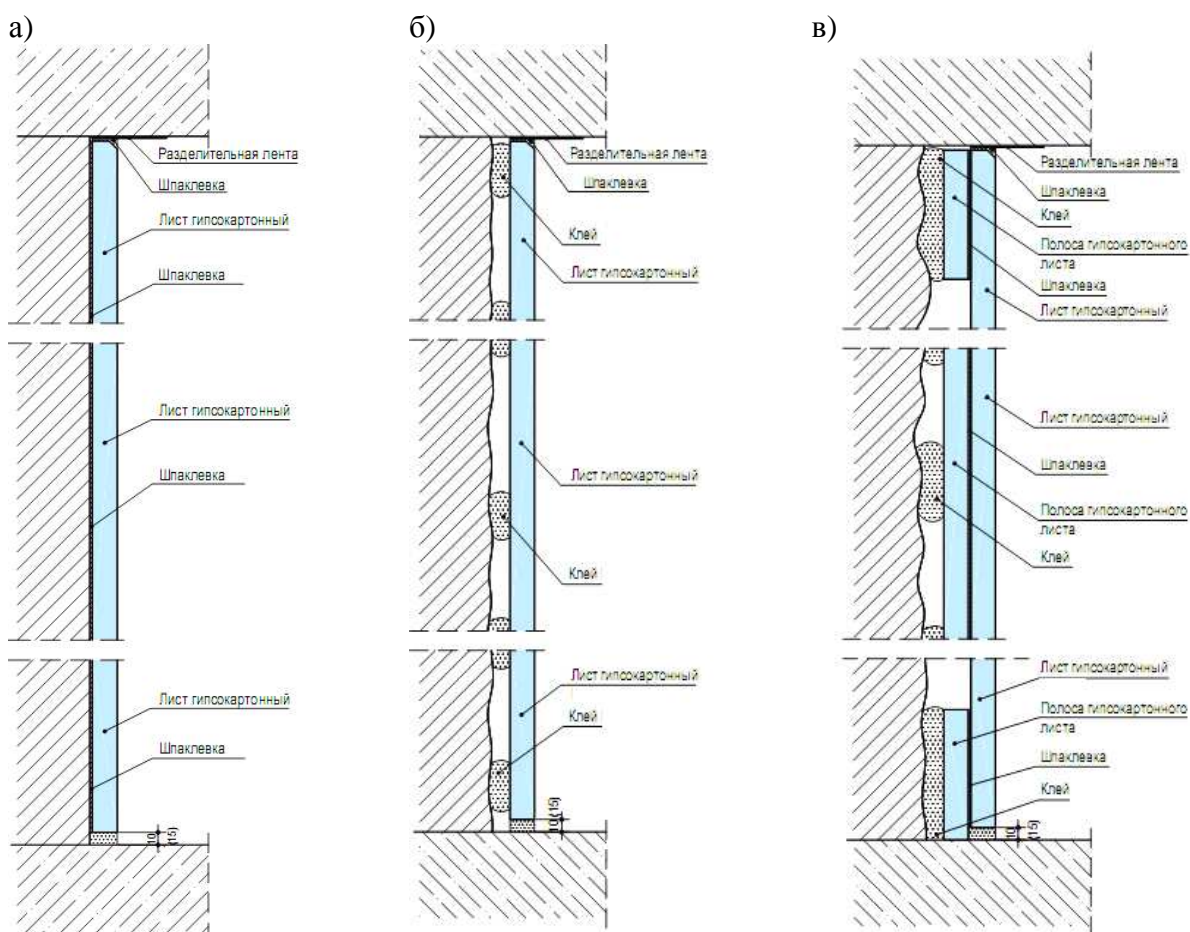 а)
Разделительная лента
Шпаклевка
Лист гипсокартонный
Шпаклевка
Лист гипсокартонный
Шпаклевка
Лист гипсокартонный
Шпаклевка
10
(15)
б)
Разделительная лента
Шпаклевка
Клей
Лист гипсокартонный
Лист гипсокартонный
Клей
Лист гипсокартонный
Клей
10 (15)
в)
Разделительная лента
Шпаклевка
Клей
Полоса гипсокартонного
листа
Шпаклевка
Лист гипсокартонный
Лист гипсокартонный
Шпаклевка
Полоса гипсокартонного
листа
Клей
Лист гипсокартонный
Полоса гипсокартонного
листа
Шпаклевка
Клей
10
(15)